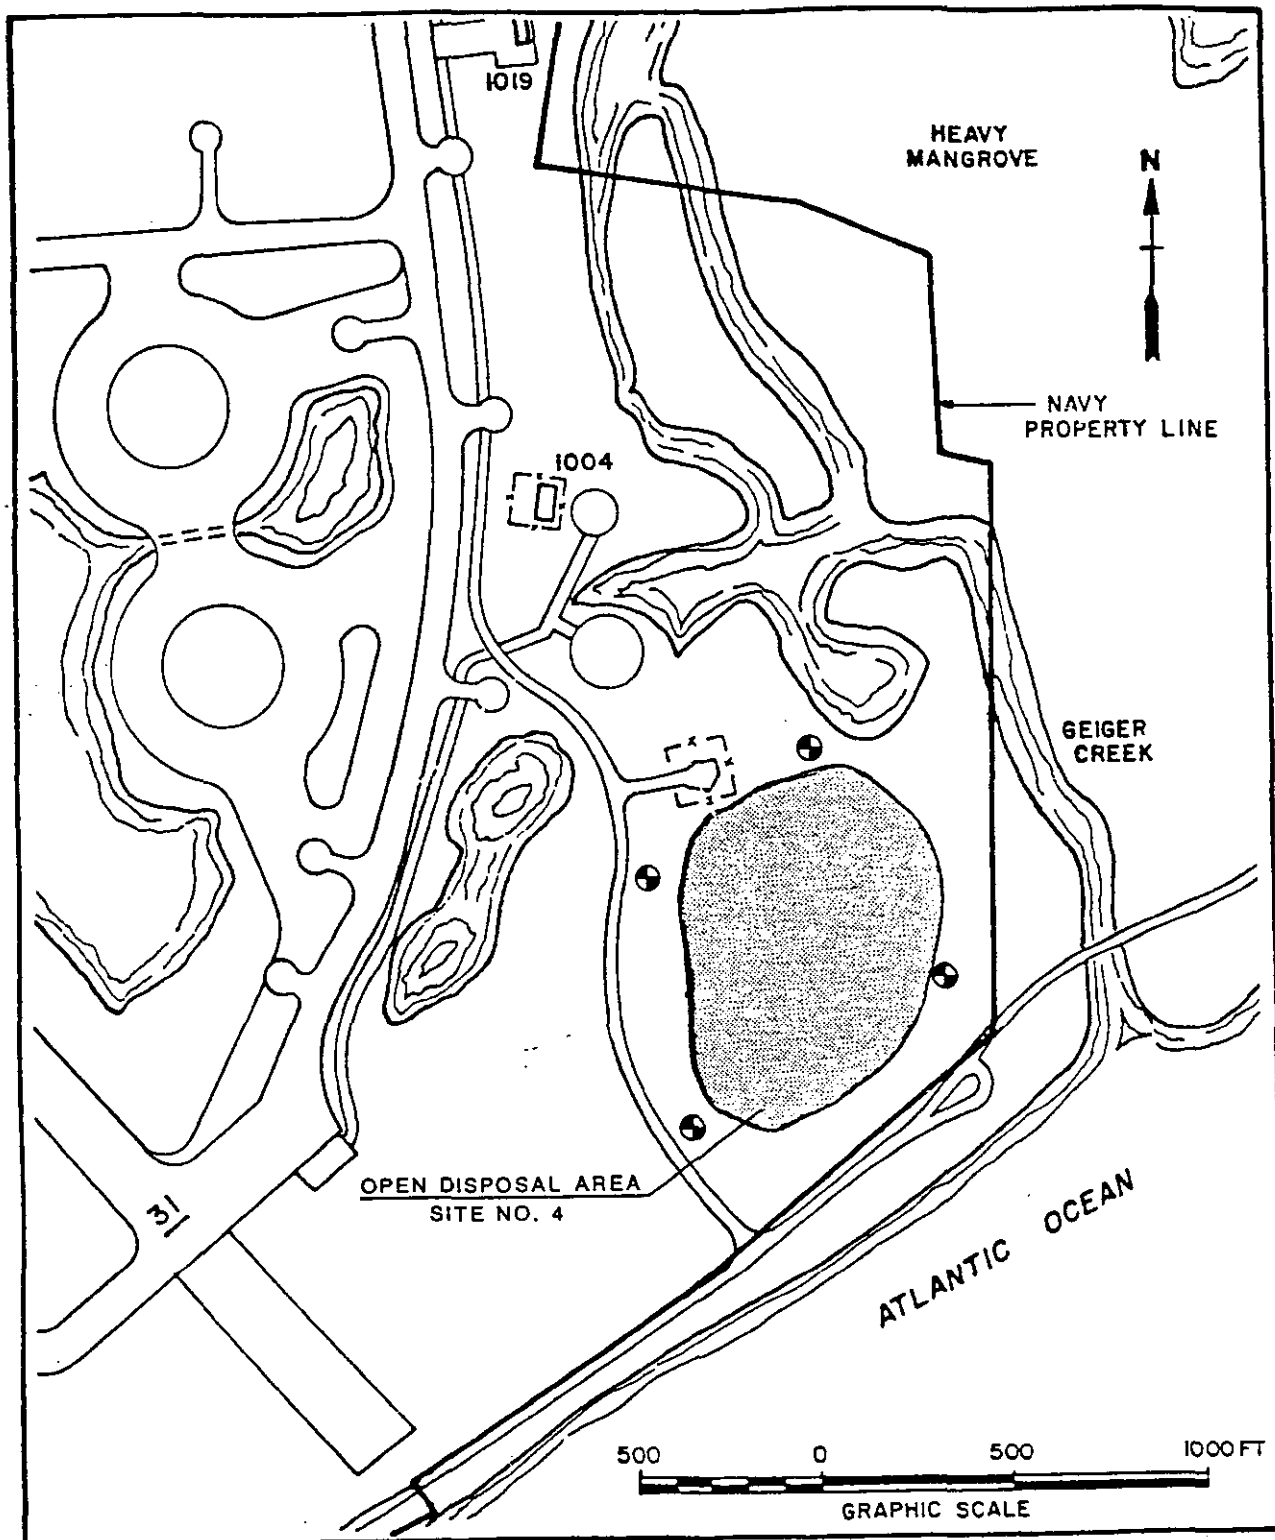 1019
HEAVY
MANGROVE
N
NAVY
PROPERTY LINE
1004
GEIGER
CREEK
OPEN DISPOSAL AREA
SITE NO. 4
31
ATLANTIC OCEAN
500 0 500 1000 FT
GRAPHIC SCALE